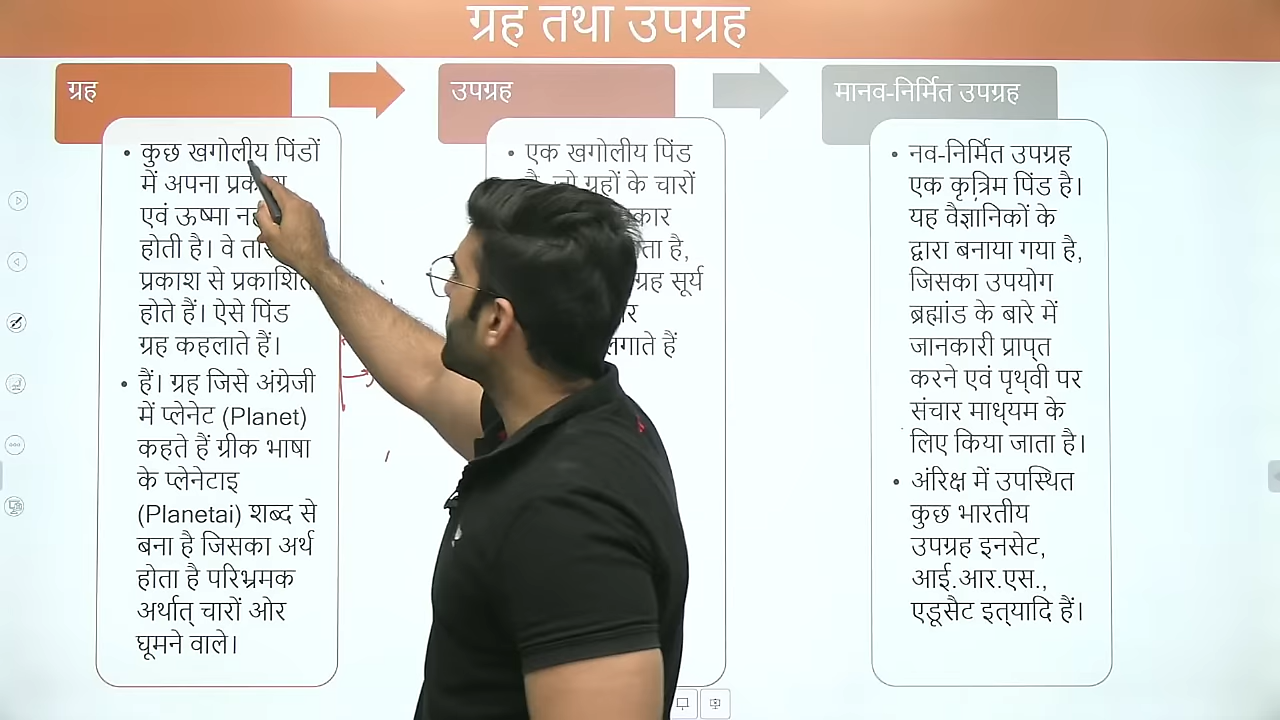 ग्रह तथा उपग्रह
ग्रह
कुछ खगोलीय पिंडों
में अपना
एवं ऊष्मा
होती है। वे
प्रकाश से प्रकाशित
होते हैं। ऐसे पिंड
ग्रह कहलाते हैं।
हैं। ग्रह जिसे अंग्रेजी
में प्लेनेट (Planet)
कहते हैं ग्रीक भाषा
के प्लेनेटाइ
(Planetai) शब्द से
बना है जिसका अर्थ
होता है परिभ्रमक
अर्थात् चारों ओर
घूमने वाले।
उपग्रह
एक खगोलीय पिंड
ग्रहों के चारों
है,
सूर्य
लगाते हैं
मानव-निर्मित उपग्रह
नव-निर्मित उपग्रह
एक कृत्रिम पिंड है।
यह वैज्ञानिकों के
द्वारा बनाया गया है,
जिसका उपयोग
ब्रह्मांड के बारे में
जानकारी प्राप्त
करने एवं पृथ्वी पर
संचार माध्यम के
लिए किया जाता है।
अंरिक्ष में उपस्थित
कुछ भारतीय
उपग्रह इनसेट,
आई.आर.एस.,
एडूसैट इत्यादि हैं।